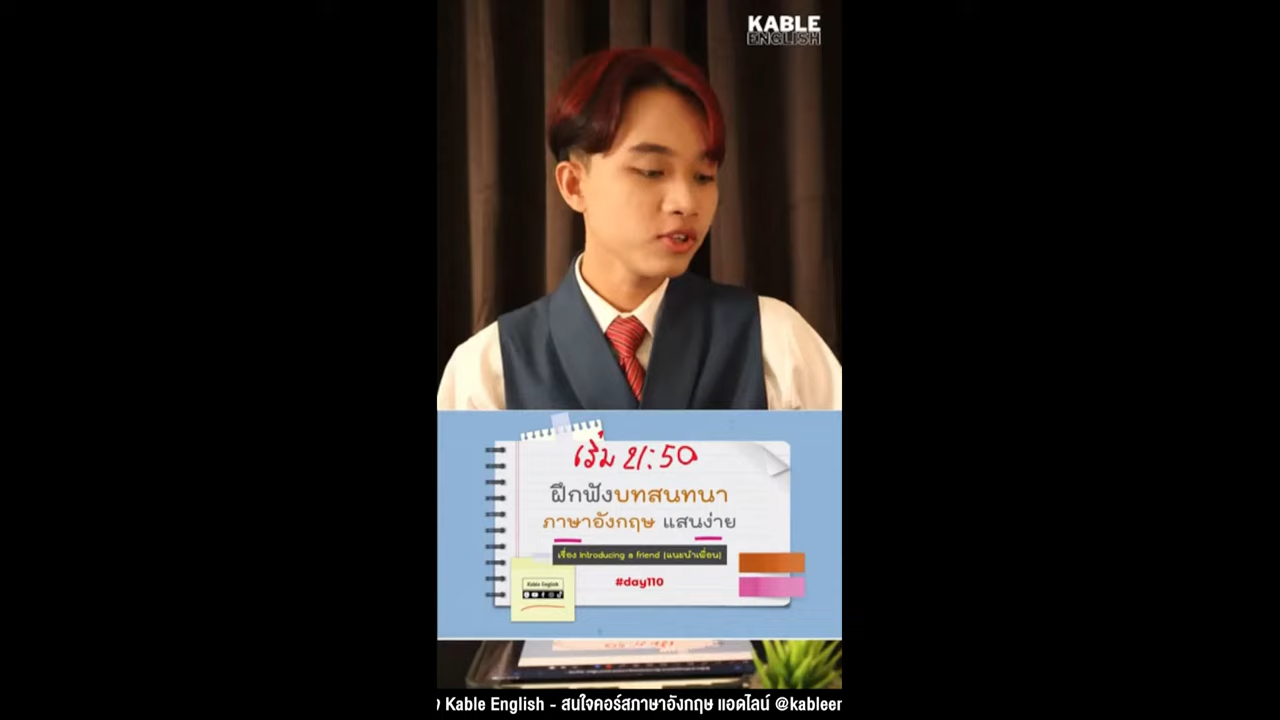 KABLE
ENGLISH
เริ่ม 21:50
ฝึกฟังบทสนทนา
ภาษาอังกฤษ แสนง่าย
เรื่อง Introducing a friend (แนะนำเพื่อน)
#day110
Kable English
Kable English - สนใจคอร์สภาษาอังกฤษ แอดไลน์ @kableen